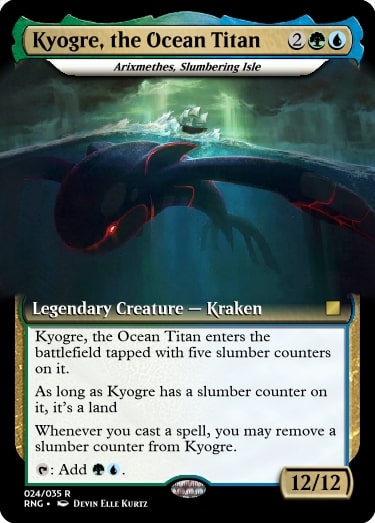 Kyogre, the Ocean Titan 2
Arixmethes, Slumbering Isle
Legendary Creature — Kraken
Kyogre, the Ocean Titan enters the
battlefield tapped with five slumber counters
on it.
As long as Kyogre has a slumber counter on
it, it's a land
Whenever you cast a spell, you may remove a
slumber counter from Kyogre.
: Add .
12/12
024/035 R
RNG • Devin Elle Kurtz